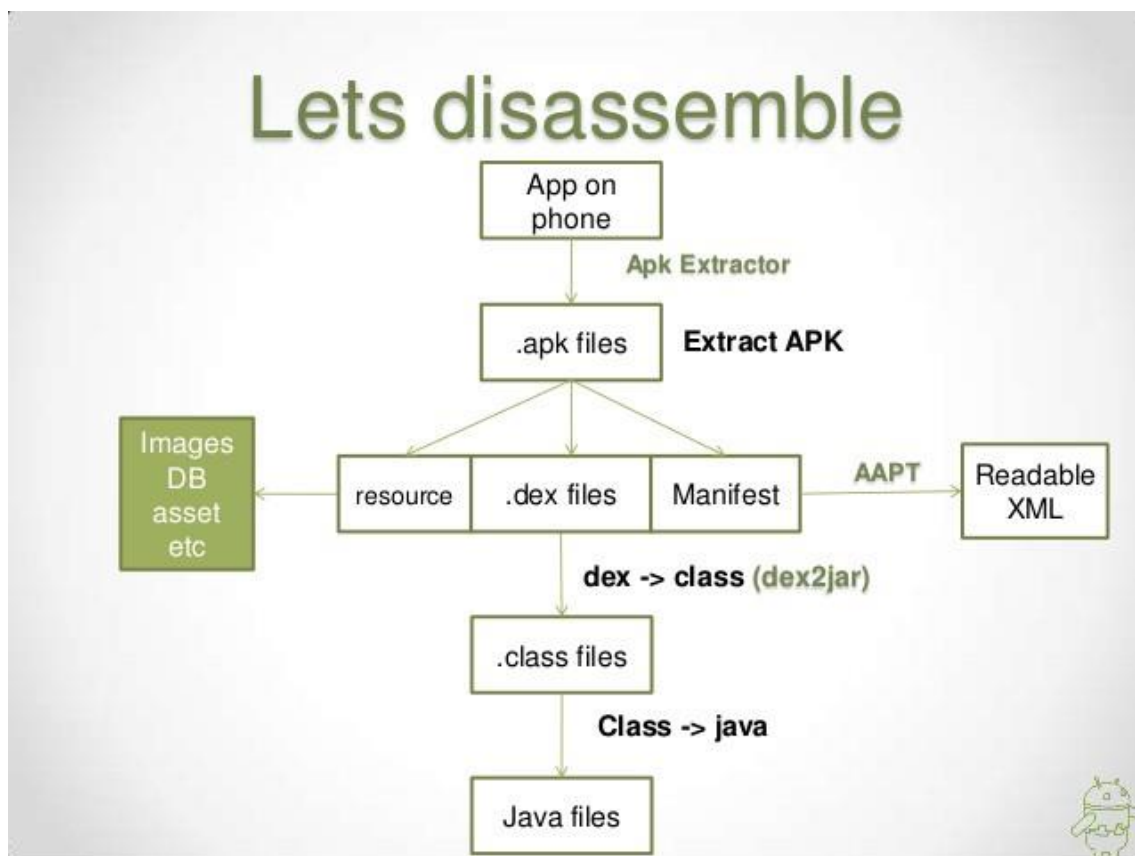 Lets disassemble
App on
phone
Apk Extractor
.apk files
Extract APK
Images
DB
asset
etc
resource
.dex files
Manifest
AAPT
Readable
XML
dex -> class (dex2jar)
.class files
Class -> java
Java files